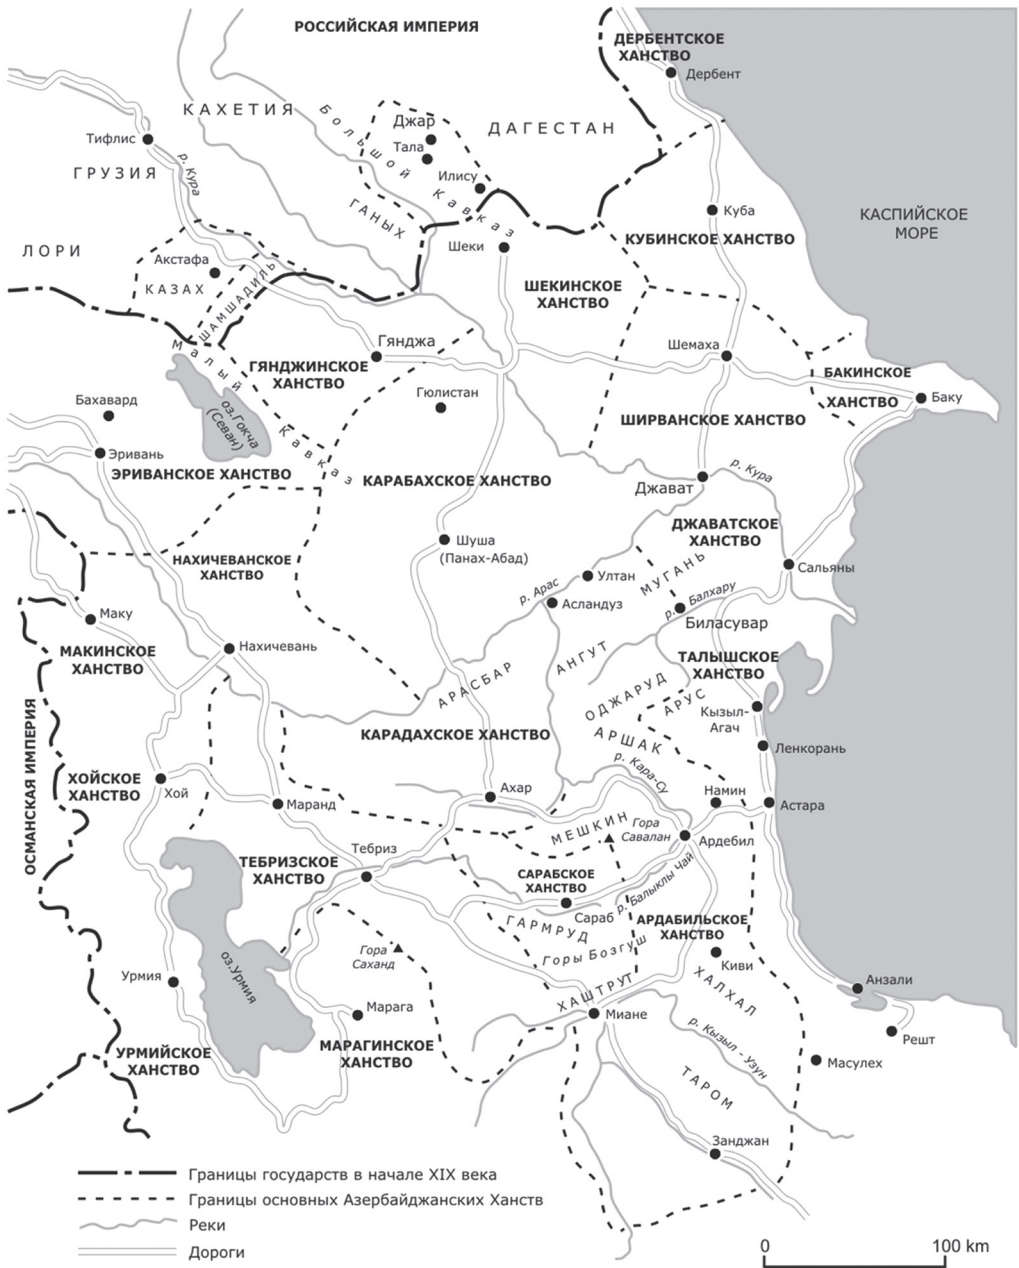 РОССИЙСКАЯ ИМПЕРИЯ
ДЕРБЕНТСКОЕ
ХАНСТВО
Дербент
КАХЕТИЯ
Большой Кавказ
Джар
Тала
Илису
ДАГЕСТАН
Тифлис
р. Кура
ГРУЗИЯ
ГАНЫХ
Куба
КАСПИЙСКОЕ
МОРЕ
КУБИНСКОЕ ХАНСТВО
Шеки
ЛОРИ
Акстафа
КАЗАХ
ШАМШАДИЛЬ
ШЕКИНСКОЕ
ХАНСТВО
Малый Кавказ
Гянджа
ГЯНДЖИНСКОЕ
ХАНСТВО
Шемаха
БАКИНСКОЕ
ХАНСТВО
Баку
Гюлистан
Бахавард
оз.Гокча
(Севан)
ШИРВАНСКОЕ ХАНСТВО
Эривань
ЭРИВАНСКОЕ ХАНСТВО
КАРАБАХСКОЕ ХАНСТВО
р. Кура
Джават
ДЖАВАТСКОЕ
ХАНСТВО
Шуша
(Панах-Абад)
НАХИЧЕВАНСКОЕ
ХАНСТВО
Сальяны
МУГАНЬ
Ултан
р. Арас
Асландуз
р. Балхару
Биласувар
Маку
МАКИНСКОЕ
ХАНСТВО
Нахичевань
АНГУТ
ТАЛЫШСКОЕ
ХАНСТВО
АРАСБАР
ОДЖАРУД
АРУС
Кызыл-
Агач
АРШАК
КАРАДАХСКОЕ ХАНСТВО
Ленкорань
ОСМАНСКАЯ ИМПЕРИЯ
ХОЙСКОЕ
ХАНСТВО
Хой
р. Кара-Су
Ахар
Намин
Астара
Маранд
МЕШКИН
Гора
Савалан
Ардебил
Тебриз
ТЕБРИЗСКОЕ
ХАНСТВО
САРАБСКОЕ
ХАНСТВО
р. Балыклы Чай
Сараб
АРДАБИЛЬСКОЕ
ХАНСТВО
ГАРМРУД
Горы Бозгуш
Гора
Саханд
Киви
ХАЛХАЛ
оз.Урмия
Урмия
Анзали
ХАШТРУТ
Марага
Миане
Решт
р. Кызыл - Узун
МАРАГИНСКОЕ
ХАНСТВО
УРМИЙСКОЕ
ХАНСТВО
Масулех
ТАРОМ
Занджан
Границы государств в начале XIX века
Границы основных Азербайджанских Ханств
Реки
Дороги
0 100 km